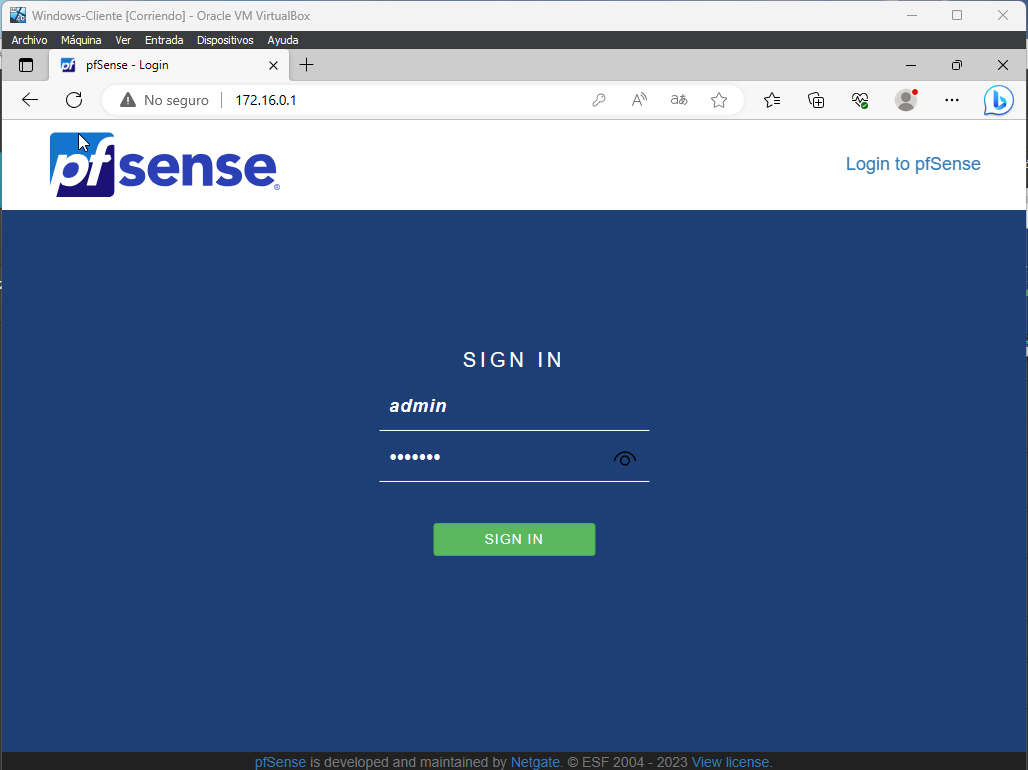 Windows-Cliente [Corriendo] - Oracle VM VirtualBox
Archivo Máquina Ver Entrada Dispositivos Ayuda
pfSense - Login
No seguro 172.16.0.1
pfsense® Login to pfSense
SIGN IN
admin
•••••••
SIGN IN
pfSense is developed and maintained by Netgate. © ESF 2004 - 2023 View license.